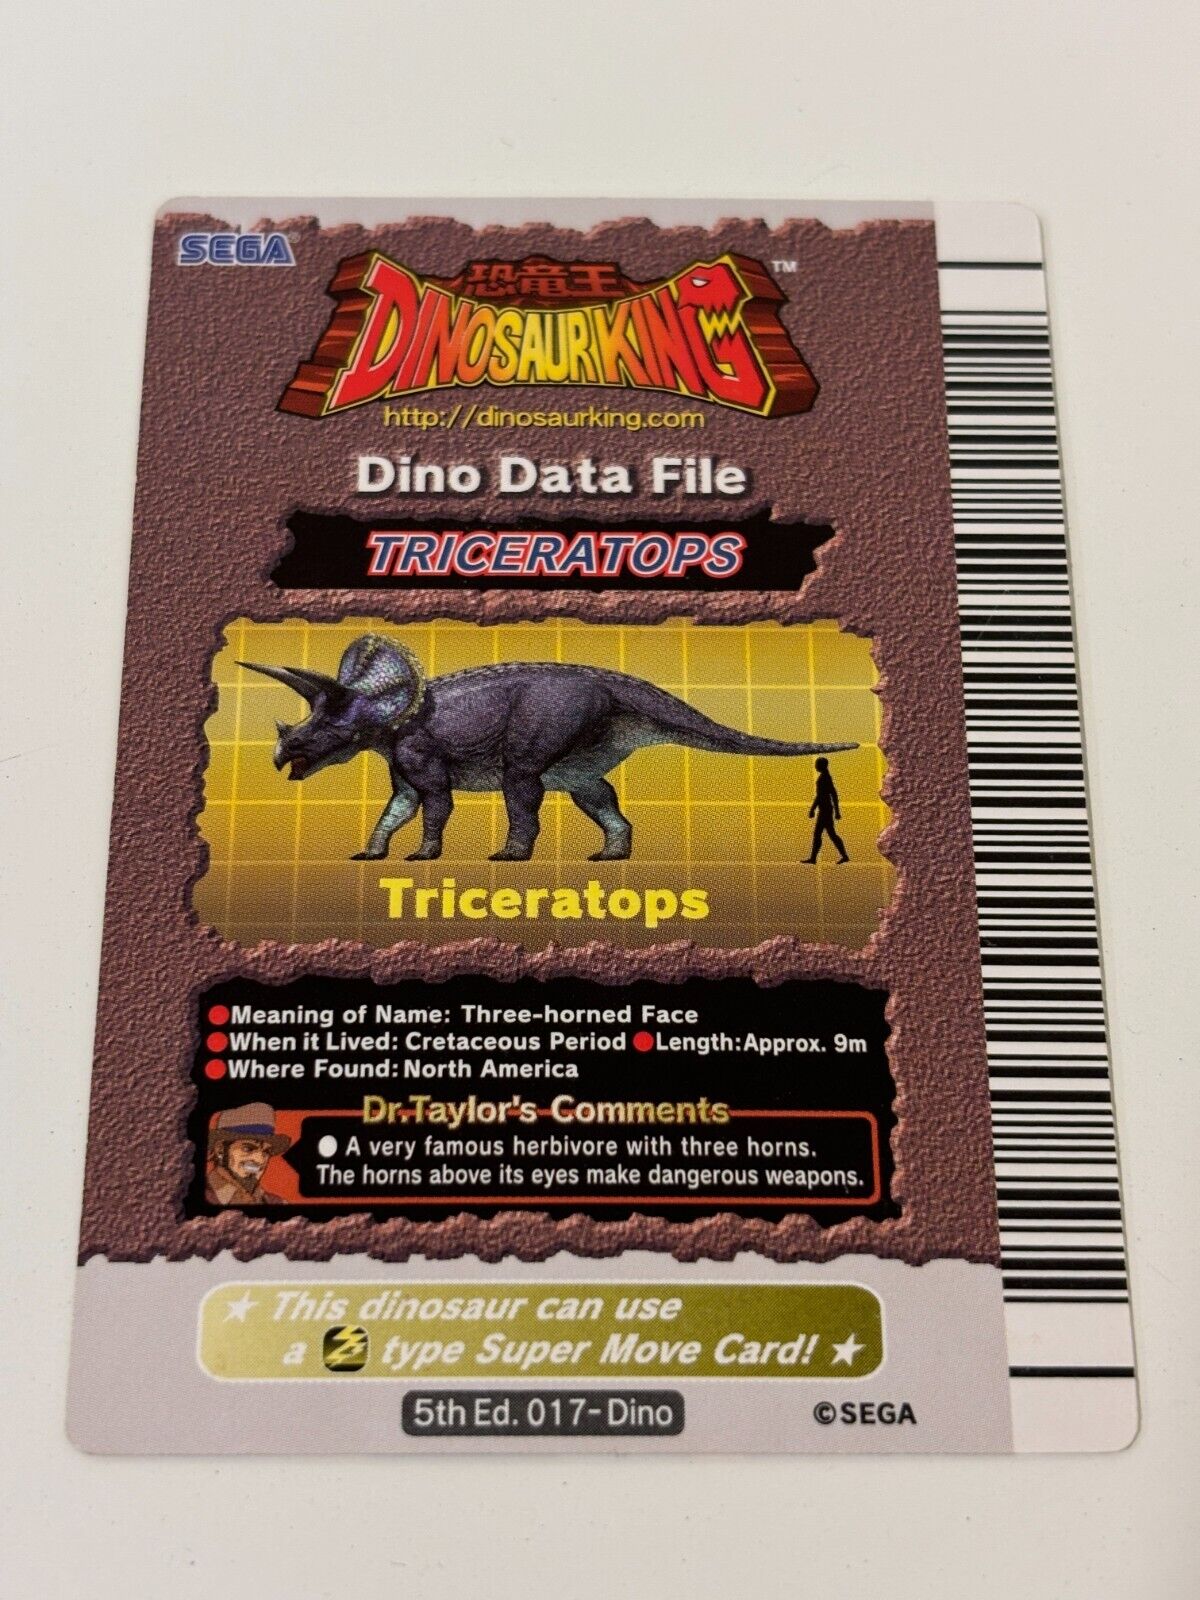 SEGA
恐竜王
DINOSAUR KING™
http://dinosaurking.com
Dino Data File
TRICERATOPS
Triceratops
●Meaning of Name: Three-horned Face
●When it Lived: Cretaceous Period ●Length:Approx. 9m
●Where Found: North America
Dr.Taylor's Comments
● A very famous herbivore with three horns.
The horns above its eyes make dangerous weapons.
★ This dinosaur can use
a type Super Move Card! ★
5th Ed. 017-Dino
©SEGA